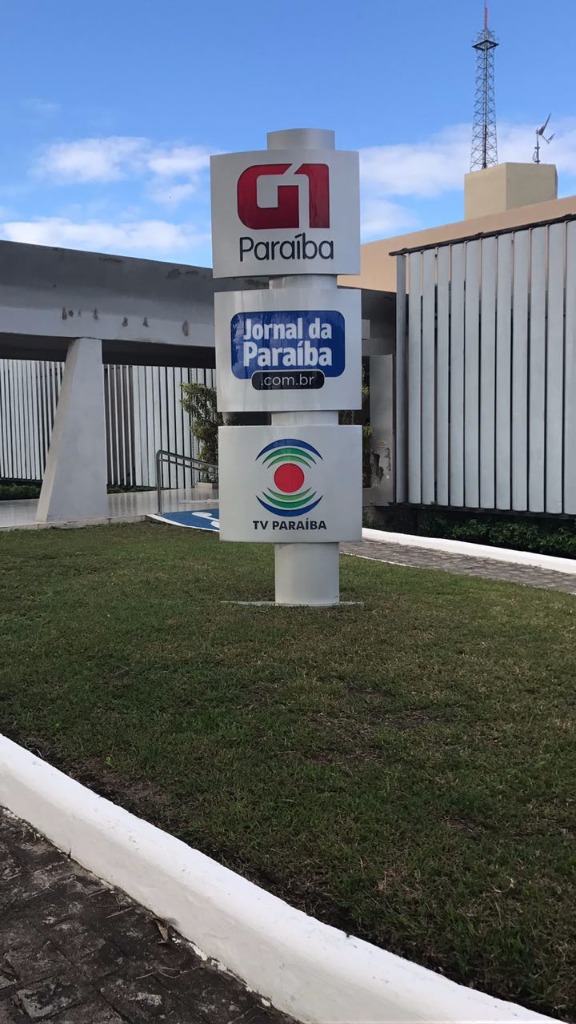 G1
Paraíba
Jornal da
Paraíba
.com.br
TV PARAÍBA